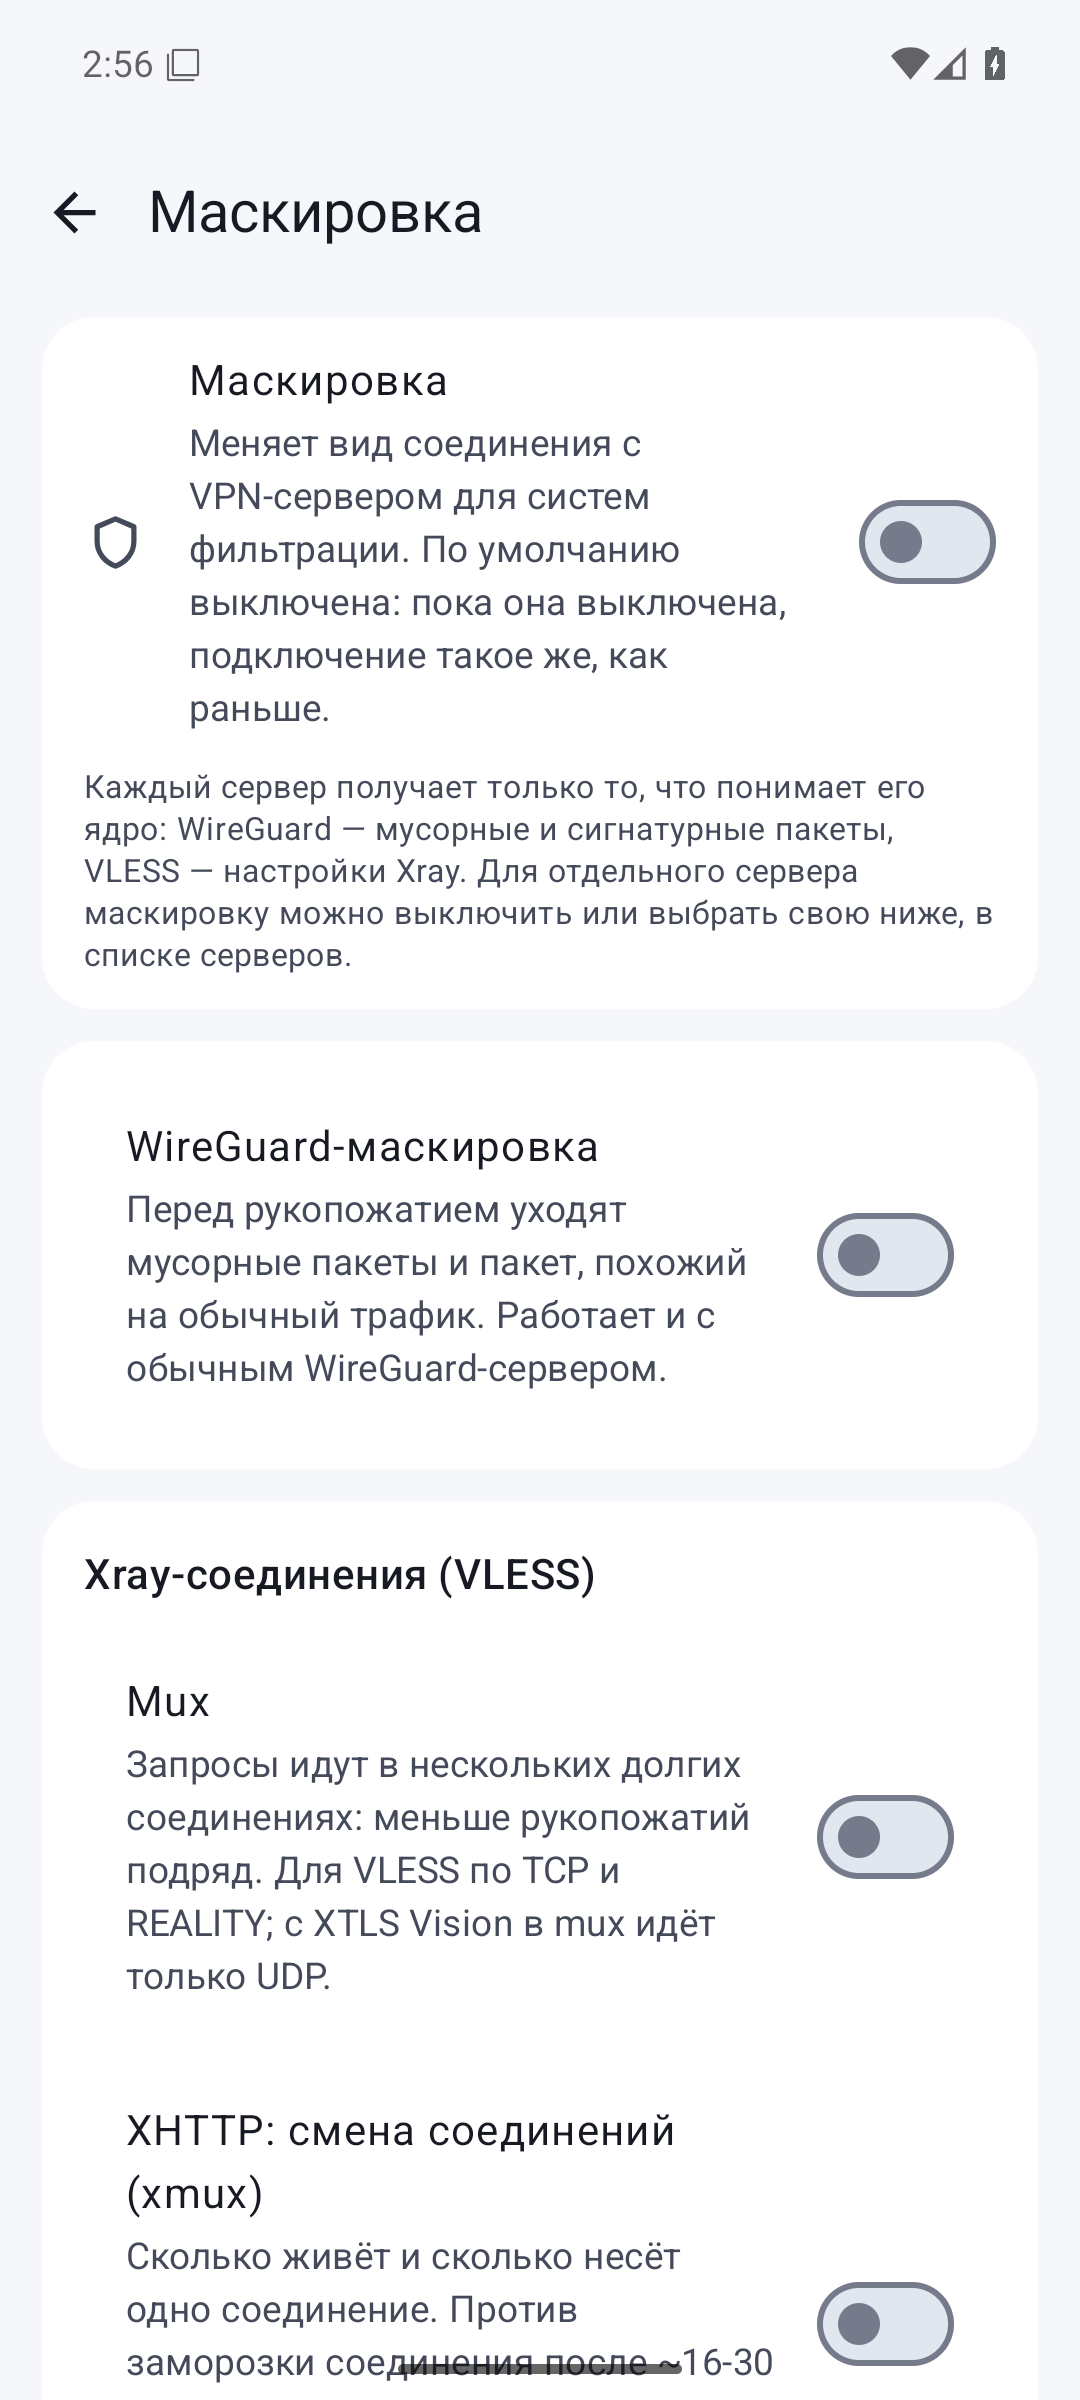 2:56
Маскировка
Маскировка
Меняет вид соединения с
VPN-сервером для систем
фильтрации. По умолчанию
выключена: пока она выключена,
подключение такое же, как
раньше.
Каждый сервер получает только то, что понимает его
ядро: WireGuard — мусорные и сигнатурные пакеты,
VLESS — настройки Xray. Для отдельного сервера
маскировку можно выключить или выбрать свою ниже, в
списке серверов.
WireGuard-маскировка
Перед рукопожатием уходят
мусорные пакеты и пакет, похожий
на обычный трафик. Работает и с
обычным WireGuard-сервером.
Xray-соединения (VLESS)
Mux
Запросы идут в нескольких долгих
соединениях: меньше рукопожатий
подряд. Для VLESS по TCP и
REALITY; с XTLS Vision в mux идёт
только UDP.
XHTTP: смена соединений
(xmux)
Сколько живёт и сколько несёт
одно соединение. Против
заморозки соединения после ~16-30